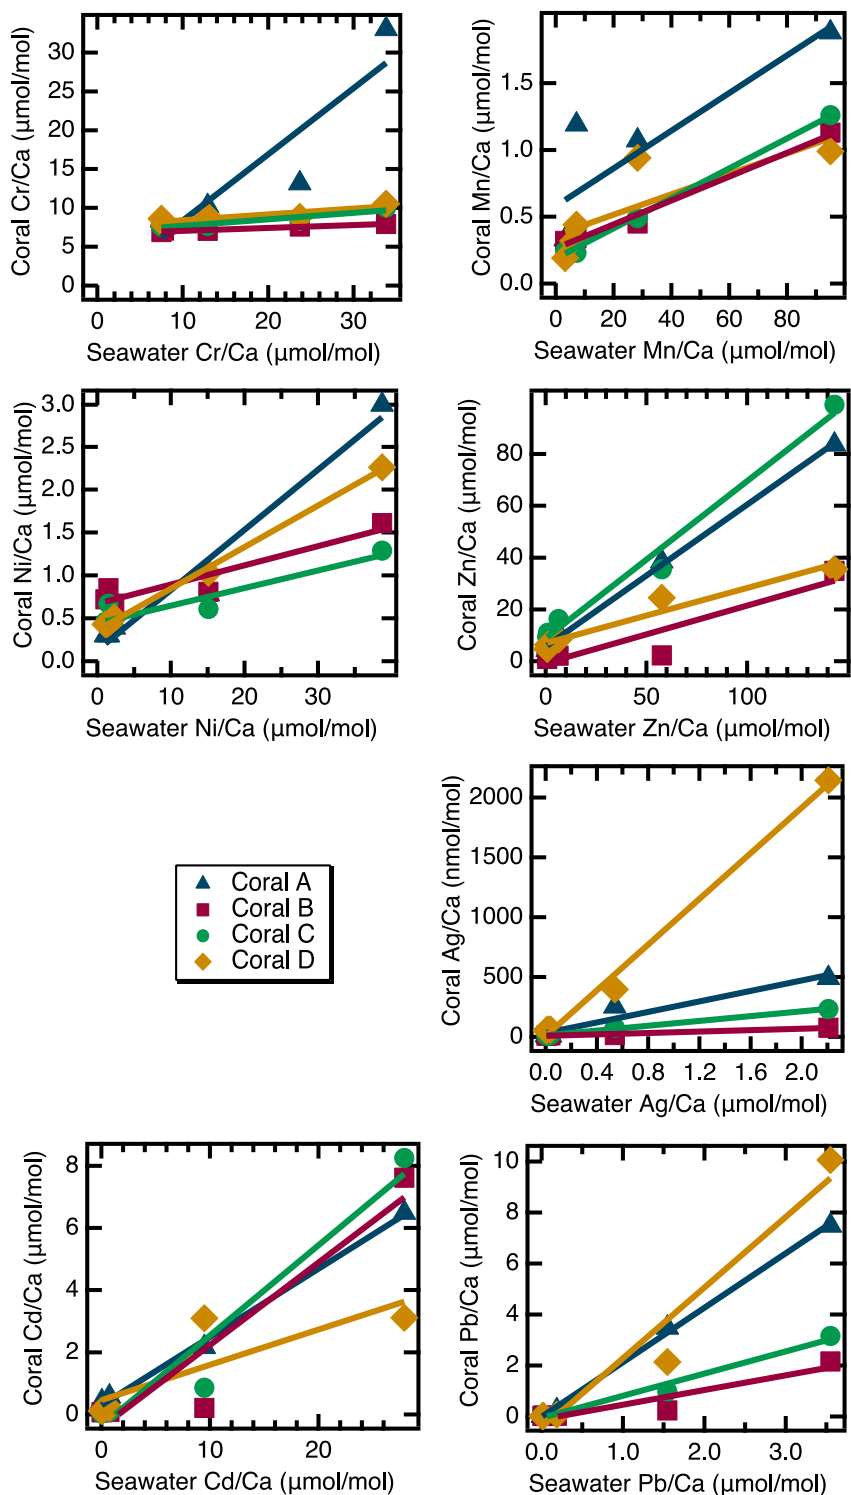 Coral Cr/Ca (µmol/mol)
35
30
25
20
15
10
5
0
0 10 20 30
Seawater Cr/Ca (µmol/mol)
Coral Mn/Ca (µmol/mol)
1.5
1.0
0.5
0.0
0 20 40 60 80
Seawater Mn/Ca (µmol/mol)
Coral Ni/Ca (µmol/mol)
3.0
2.5
2.0
1.5
1.0
0.5
0.0
0 10 20 30
Seawater Ni/Ca (µmol/mol)
Coral Zn/Ca (µmol/mol)
80
60
40
20
0
0 50 100
Seawater Zn/Ca (µmol/mol)
Coral A
Coral B
Coral C
Coral D
Coral Ag/Ca (nmol/mol)
2000
1500
1000
500
0
0.0 0.4 0.8 1.2 1.6 2.0
Seawater Ag/Ca (µmol/mol)
Coral Cd/Ca (µmol/mol)
8
6
4
2
0
0 10 20
Seawater Cd/Ca (µmol/mol)
Coral Pb/Ca (µmol/mol)
10
8
6
4
2
0
0.0 1.0 2.0 3.0
Seawater Pb/Ca (µmol/mol)